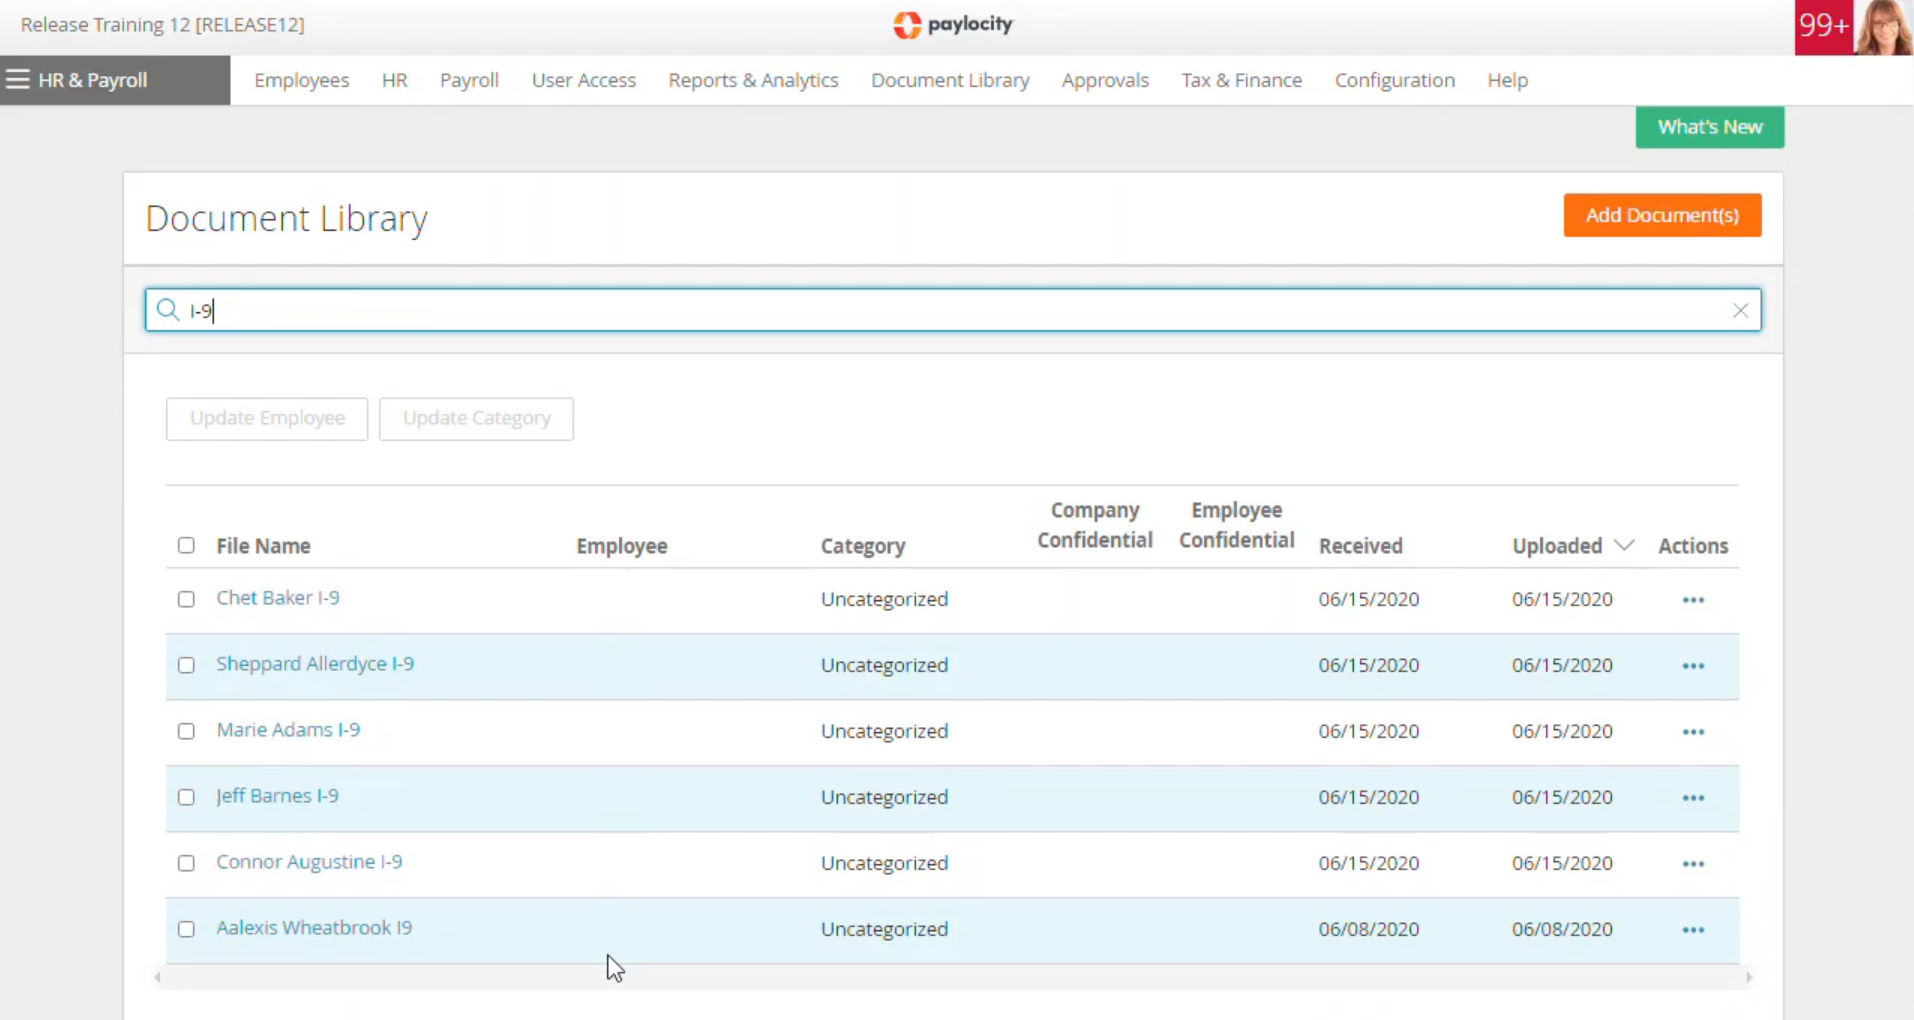 Release Training 12 [RELEASE12]
paylocity
99+
HR & Payroll
Employees HR Payroll User Access Reports & Analytics Document Library Approvals Tax & Finance Configuration Help
What's New
Document Library
Add Document(s)
I-9
Update Employee Update Category
File Name Employee Category Company Confidential Employee Confidential Received Uploaded Actions
Chet Baker I-9 Uncategorized 06/15/2020 06/15/2020
Sheppard Allerdyce I-9 Uncategorized 06/15/2020 06/15/2020
Marie Adams I-9 Uncategorized 06/15/2020 06/15/2020
Jeff Barnes I-9 Uncategorized 06/15/2020 06/15/2020
Connor Augustine I-9 Uncategorized 06/15/2020 06/15/2020
Aalexis Wheatbrook I9 Uncategorized 06/08/2020 06/08/2020